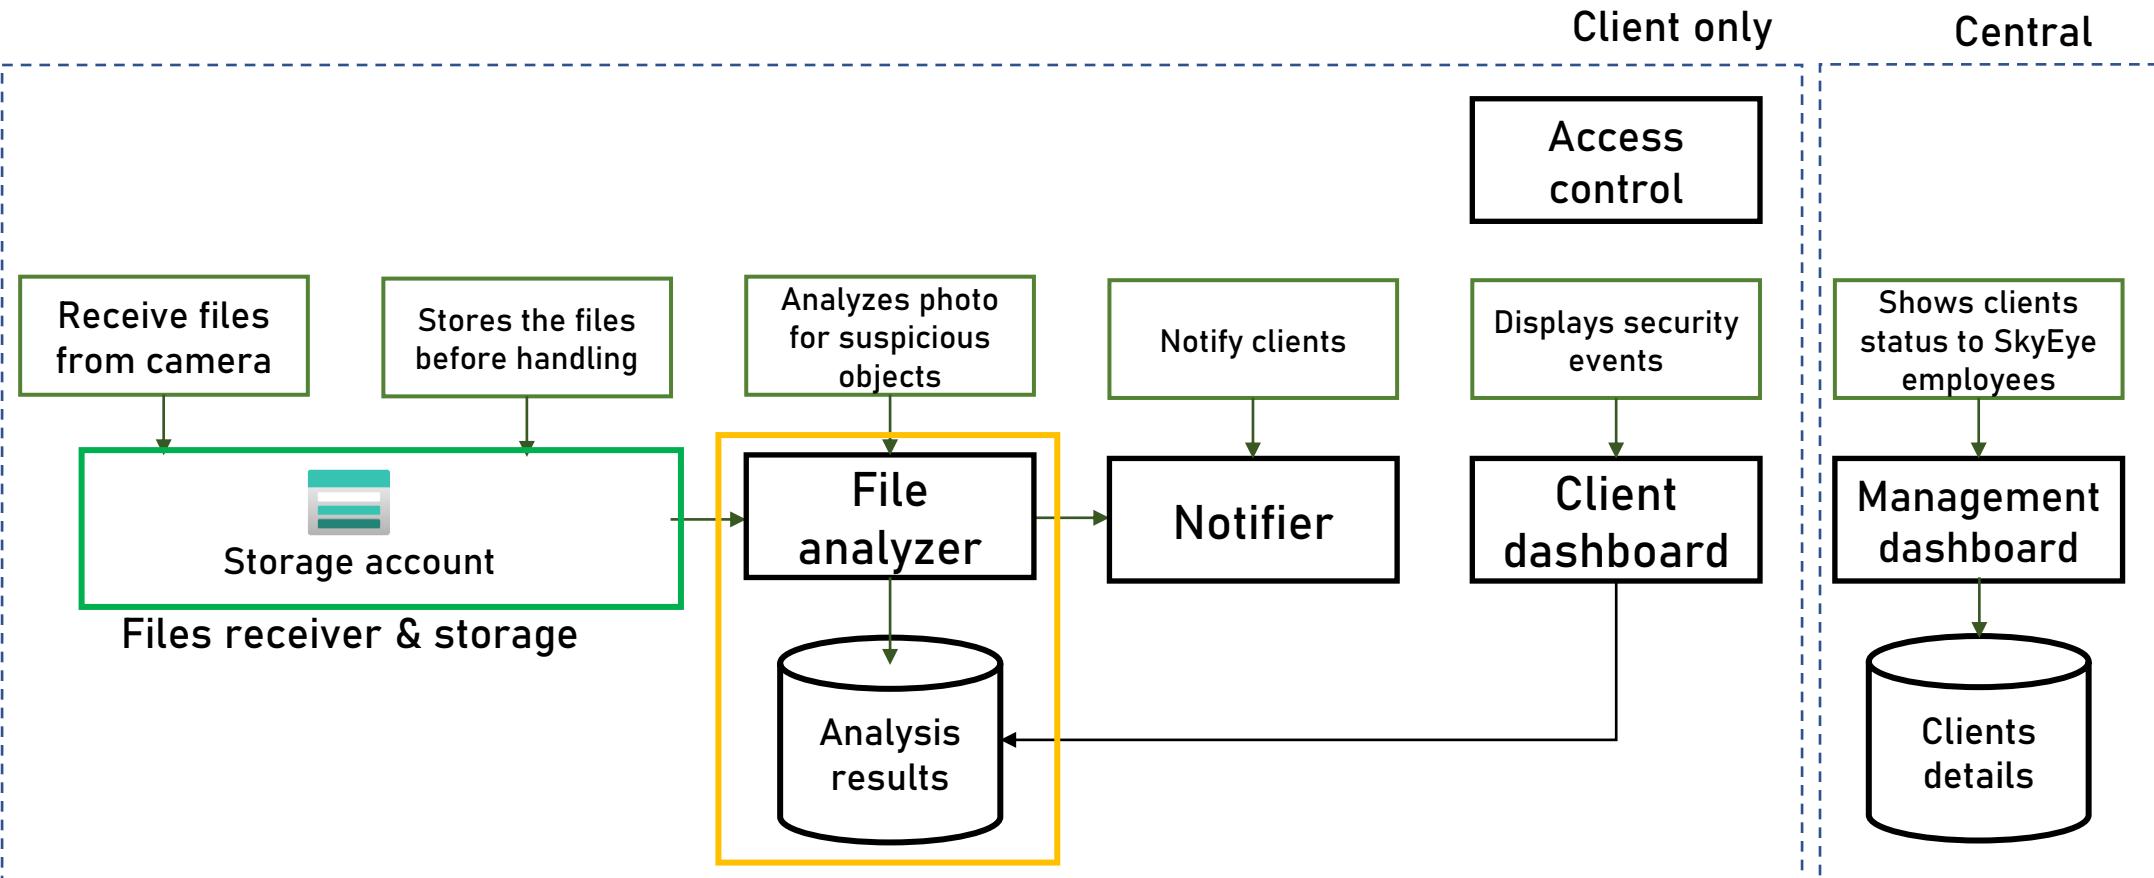 Client only
Central
Access
control
Receive files
from camera
Stores the files
before handling
Analyzes photo
for suspicious
objects
Notify clients
Displays security
events
Shows clients
status to SkyEye
employees
Storage account
Files receiver & storage
File
analyzer
Notifier
Client
dashboard
Management
dashboard
Analysis
results
Clients
details